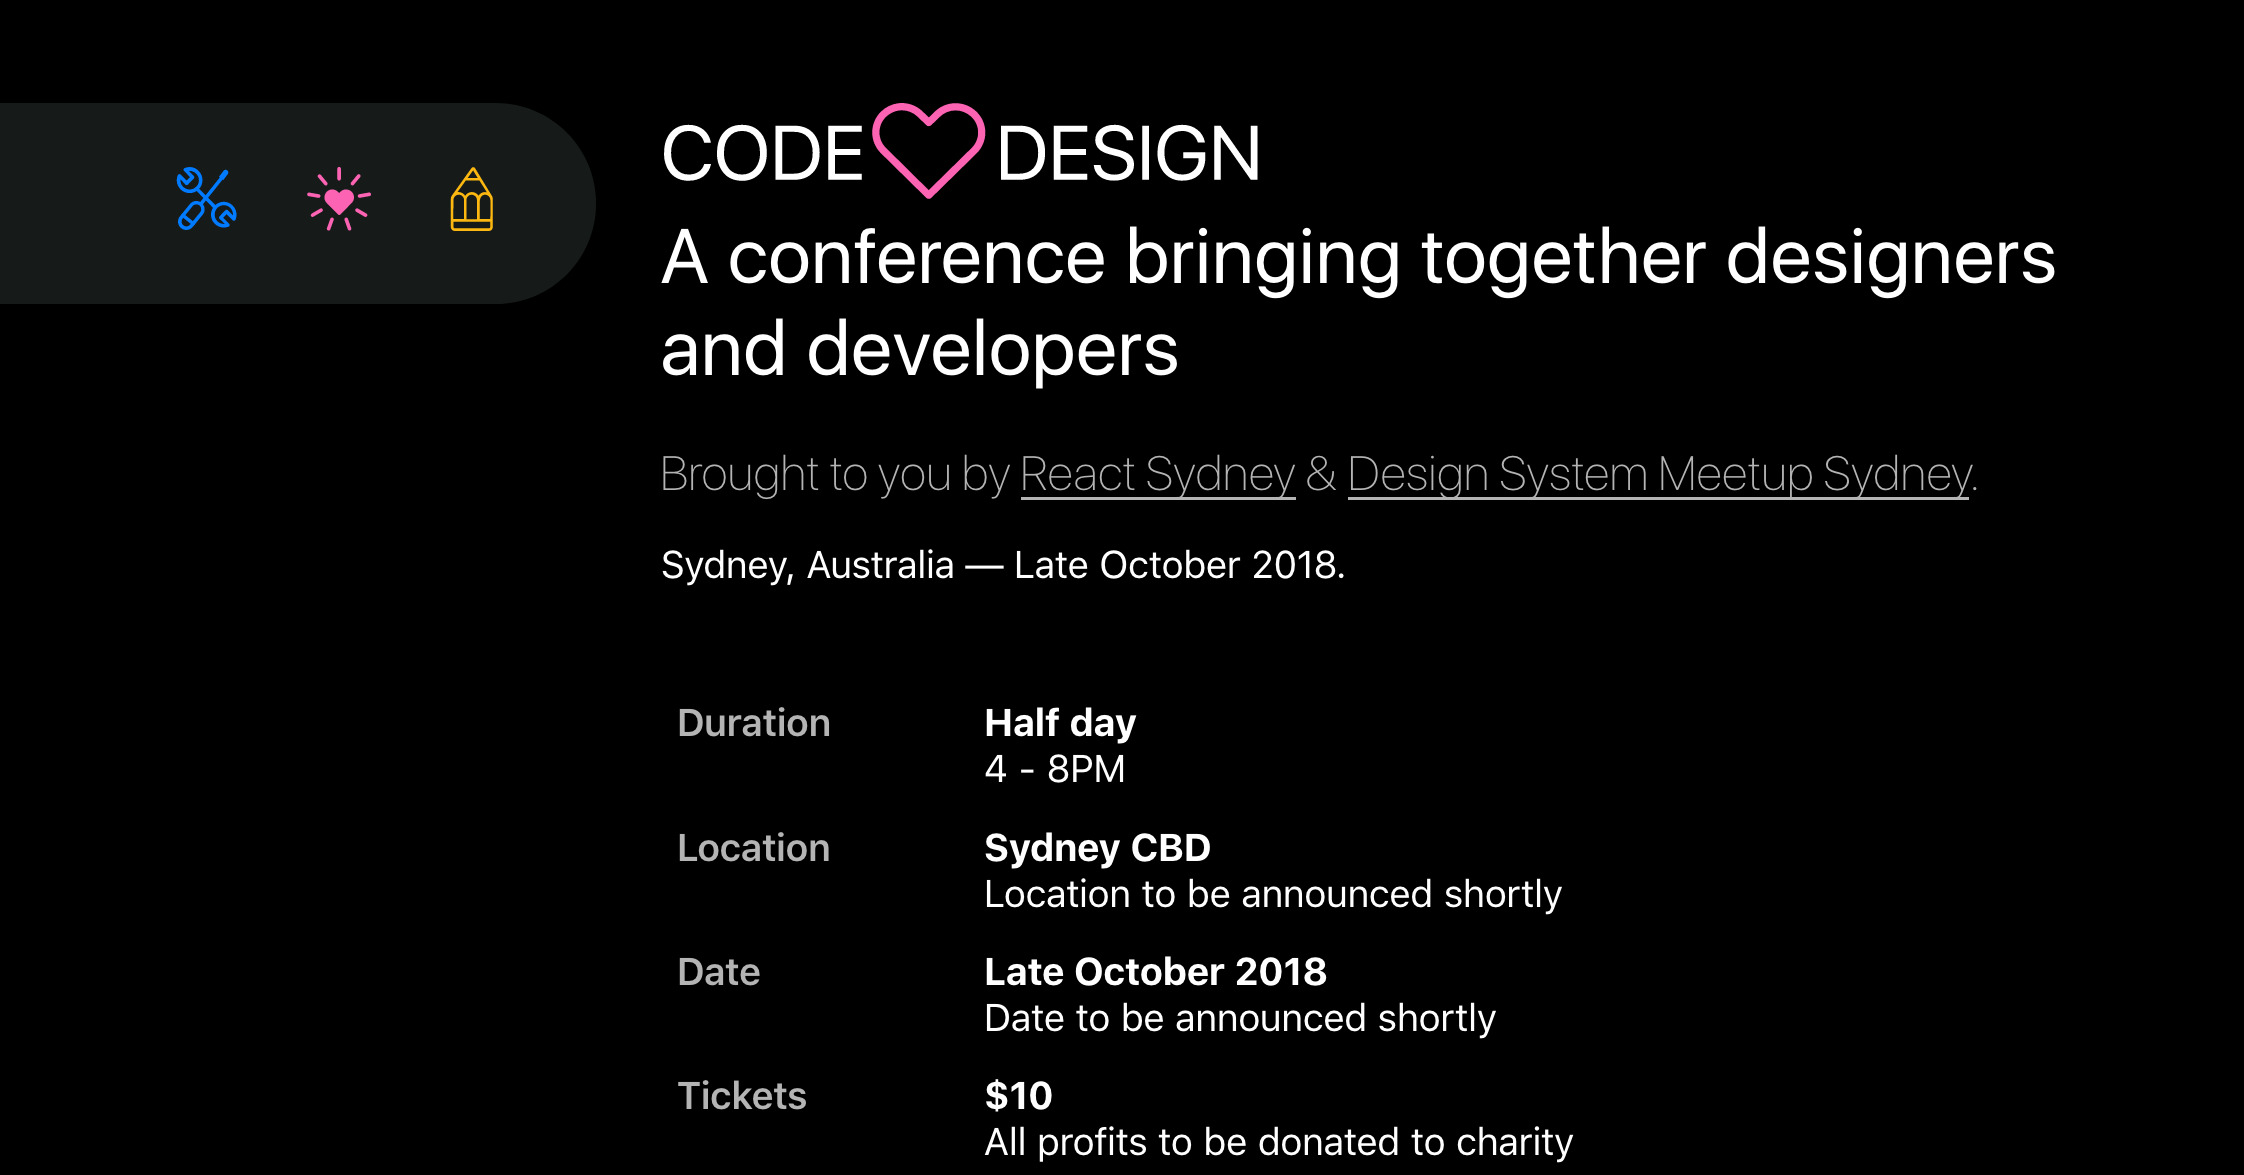 CODE DESIGN
A conference bringing together designers
and developers
Brought to you by React Sydney & Design System Meetup Sydney.
Sydney, Australia — Late October 2018.
Duration
Half day
4 - 8PM
Location
Sydney CBD
Location to be announced shortly
Date
Late October 2018
Date to be announced shortly
Tickets
$10
All profits to be donated to charity